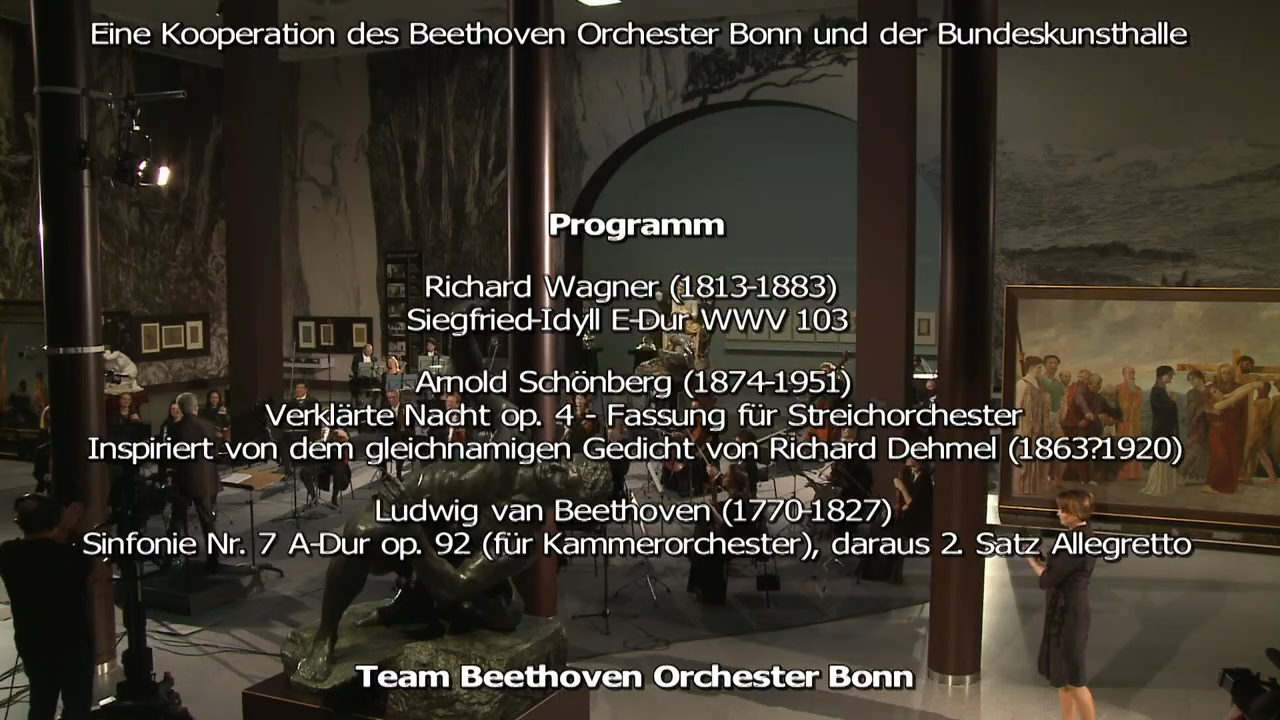 Eine Kooperation des Beethoven Orchester Bonn und der Bundeskunsthalle
Programm
Richard Wagner (1813-1883)
Siegfried-Idyll E-Dur WWV 103
Arnold Schönberg (1874-1951)
Verklärte Nacht op. 4 - Fassung für Streichorchester
Inspiriert von dem gleichnamigen Gedicht von Richard Dehmel (1863?1920)
Ludwig van Beethoven (1770-1827)
Sinfonie Nr. 7 A-Dur op. 92 (für Kammerorchester), daraus 2. Satz Allegretto
Team Beethoven Orchester Bonn